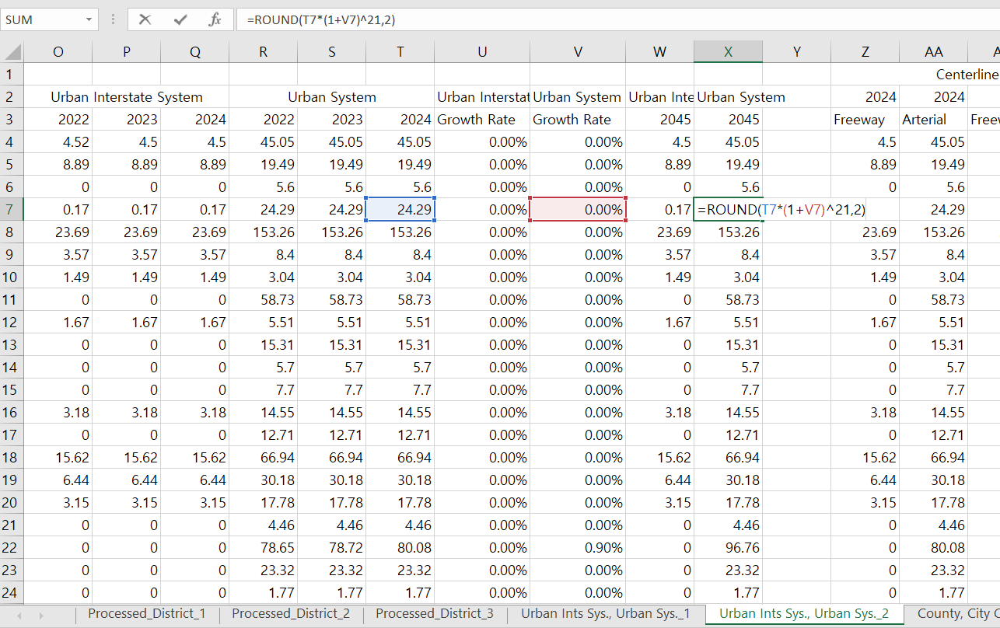 SUM =ROUND(T7*(1+V7)^21,2)
O P Q R S T U V W X Y Z AA A
1 Centerline
2 Urban Interstate System Urban System Urban Interstat Urban System Urban Inte Urban System 2024 2024
3 2022 2023 2024 2022 2023 2024 Growth Rate Growth Rate 2045 2045 Freeway Arterial Freew
4 4.52 4.5 4.5 45.05 45.05 45.05 0.00% 0.00% 4.5 45.05 4.5 45.05
5 8.89 8.89 8.89 19.49 19.49 19.49 0.00% 0.00% 8.89 19.49 8.89 19.49
6 0 0 0 5.6 5.6 5.6 0.00% 0.00% 0 5.6 0 5.6
7 0.17 0.17 0.17 24.29 24.29 24.29 0.00% 0.00% 0.17 =ROUND(T7*(1+V7)^21,2) 24.29
8 23.69 23.69 23.69 153.26 153.26 153.26 0.00% 0.00% 23.69 153.26 23.69 153.26
9 3.57 3.57 3.57 8.4 8.4 8.4 0.00% 0.00% 3.57 8.4 3.57 8.4
10 1.49 1.49 1.49 3.04 3.04 3.04 0.00% 0.00% 1.49 3.04 1.49 3.04
11 0 0 0 58.73 58.73 58.73 0.00% 0.00% 0 58.73 0 58.73
12 1.67 1.67 1.67 5.51 5.51 5.51 0.00% 0.00% 1.67 5.51 1.67 5.51
13 0 0 0 15.31 15.31 15.31 0.00% 0.00% 0 15.31 0 15.31
14 0 0 0 5.7 5.7 5.7 0.00% 0.00% 0 5.7 0 5.7
15 0 0 0 7.7 7.7 7.7 0.00% 0.00% 0 7.7 0 7.7
16 3.18 3.18 3.18 14.55 14.55 14.55 0.00% 0.00% 3.18 14.55 3.18 14.55
17 0 0 0 12.71 12.71 12.71 0.00% 0.00% 0 12.71 0 12.71
18 15.62 15.62 15.62 66.94 66.94 66.94 0.00% 0.00% 15.62 66.94 15.62 66.94
19 6.44 6.44 6.44 30.18 30.18 30.18 0.00% 0.00% 6.44 30.18 6.44 30.18
20 3.15 3.15 3.15 17.78 17.78 17.78 0.00% 0.00% 3.15 17.78 3.15 17.78
21 0 0 0 4.46 4.46 4.46 0.00% 0.00% 0 4.46 0 4.46
22 0 0 0 78.65 78.72 80.08 0.00% 0.90% 0 96.76 0 80.08
23 0 0 0 23.32 23.32 23.32 0.00% 0.00% 0 23.32 0 23.32
24 0 0 0 1.77 1.77 1.77 0.00% 0.00% 0 1.77 0 1.77
Processed_District_1 Processed_District_2 Processed_District_3 Urban Ints Sys., Urban Sys._1 Urban Ints Sys., Urban Sys._2 County, City C